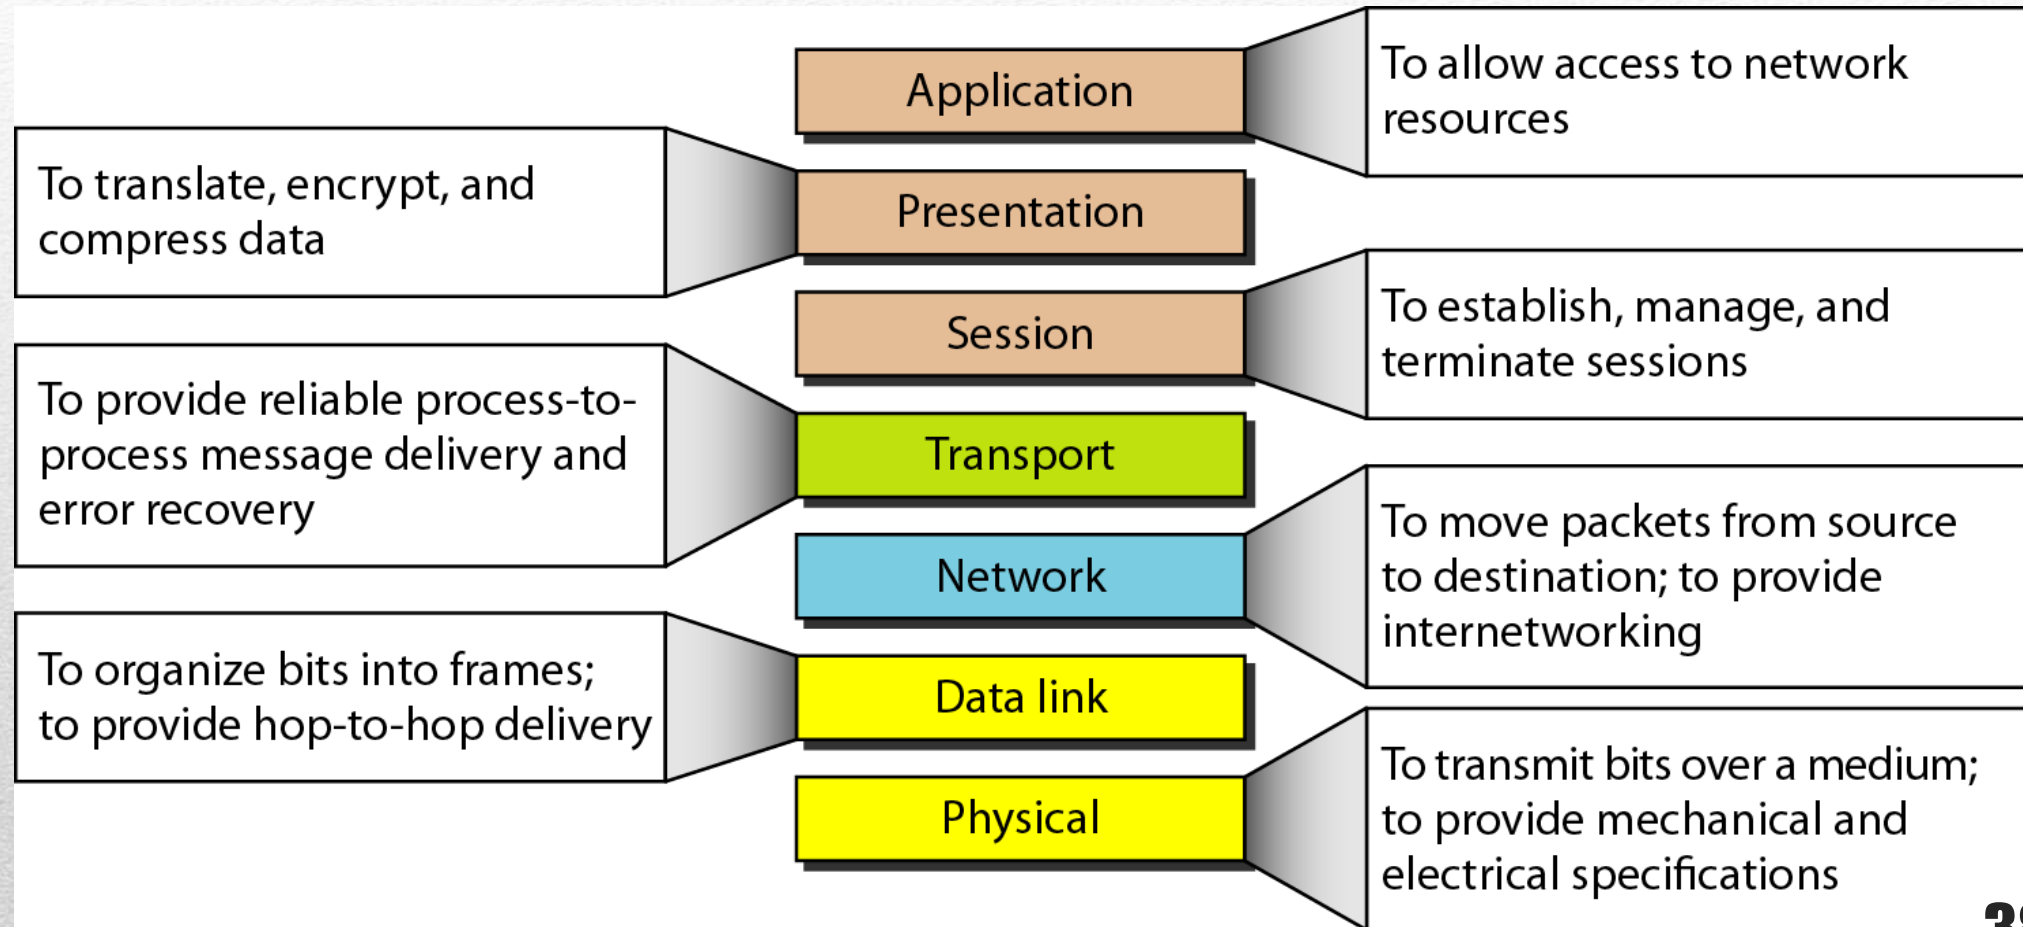 Application
To allow access to network
resources
To translate, encrypt, and
compress data
Presentation
Session
To establish, manage, and
terminate sessions
To provide reliable process-to-
process message delivery and
error recovery
Transport
Network
To move packets from source
to destination; to provide
internetworking
To organize bits into frames;
to provide hop-to-hop delivery
Data link
Physical
To transmit bits over a medium;
to provide mechanical and
electrical specifications